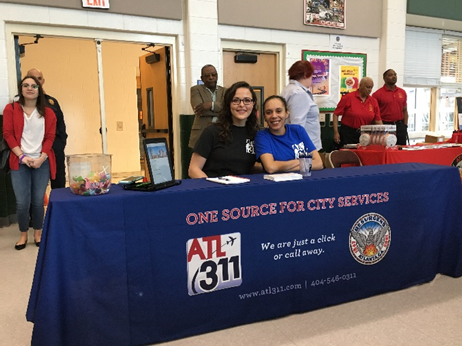 EXIT
ONE SOURCE FOR CITY SERVICES
ATL
311
We are just a click
or call away.
www.atl311.com | 404-546-0311